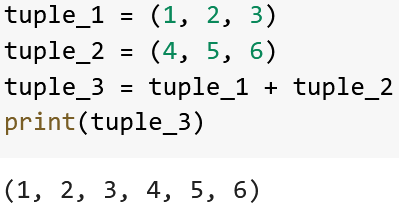 tuple_1 = (1, 2, 3)
tuple_2 = (4, 5, 6)
tuple_3 = tuple_1 + tuple_2
print(tuple_3)
(1, 2, 3, 4, 5, 6)